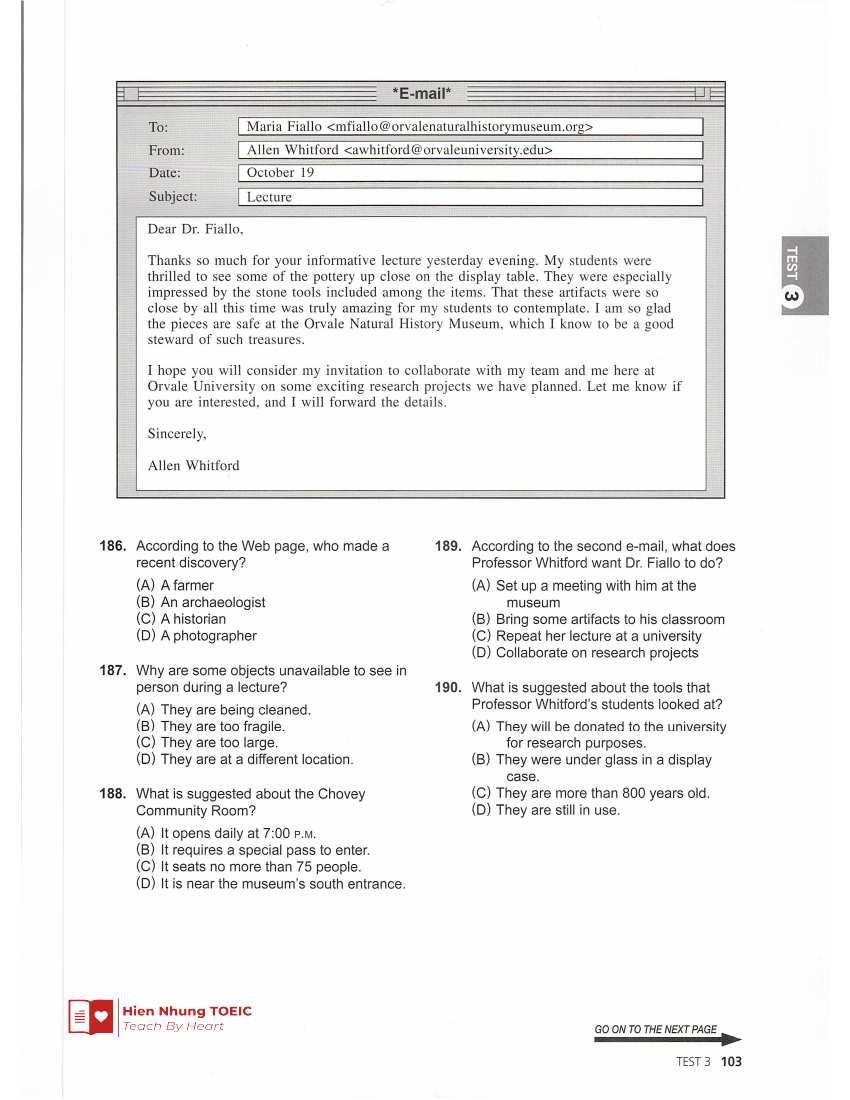 *E-mail*
To: Maria Fiallo <mfiallo@orvalenaturalhistorymuseum.org>
From: Allen Whitford <awhitford@orvaleuniversity.edu>
Date: October 19
Subject: Lecture
Dear Dr. Fiallo,
Thanks so much for your informative lecture yesterday evening. My students were
thrilled to see some of the pottery up close on the display table. They were especially
impressed by the stone tools included among the items. That these artifacts were so
close by all this time was truly amazing for my students to contemplate. I am so glad
the pieces are safe at the Orvale Natural History Museum, which I know to be a good
steward of such treasures.
I hope you will consider my invitation to collaborate with my team and me here at
Orvale University on some exciting research projects we have planned. Let me know if
you are interested, and I will forward the details.
Sincerely,
Allen Whitford
TEST 3
186. According to the Web page, who made a
recent discovery?
(A) A farmer
(B) An archaeologist
(C) A historian
(D) A photographer
187. Why are some objects unavailable to see in
person during a lecture?
(A) They are being cleaned.
(B) They are too fragile.
(C) They are too large.
(D) They are at a different location.
188. What is suggested about the Chovey
Community Room?
(A) It opens daily at 7:00 P.M.
(B) It requires a special pass to enter.
(C) It seats no more than 75 people.
(D) It is near the museum's south entrance.
189. According to the second e-mail, what does
Professor Whitford want Dr. Fiallo to do?
(A) Set up a meeting with him at the
museum
(B) Bring some artifacts to his classroom
(C) Repeat her lecture at a university
(D) Collaborate on research projects
190. What is suggested about the tools that
Professor Whitford's students looked at?
(A) They will be donated to the university
for research purposes.
(B) They were under glass in a display
case.
(C) They are more than 800 years old.
(D) They are still in use.
Hien Nhung TOEIC
Teach By Heart
GO ON TO THE NEXT PAGE
TEST 3 103